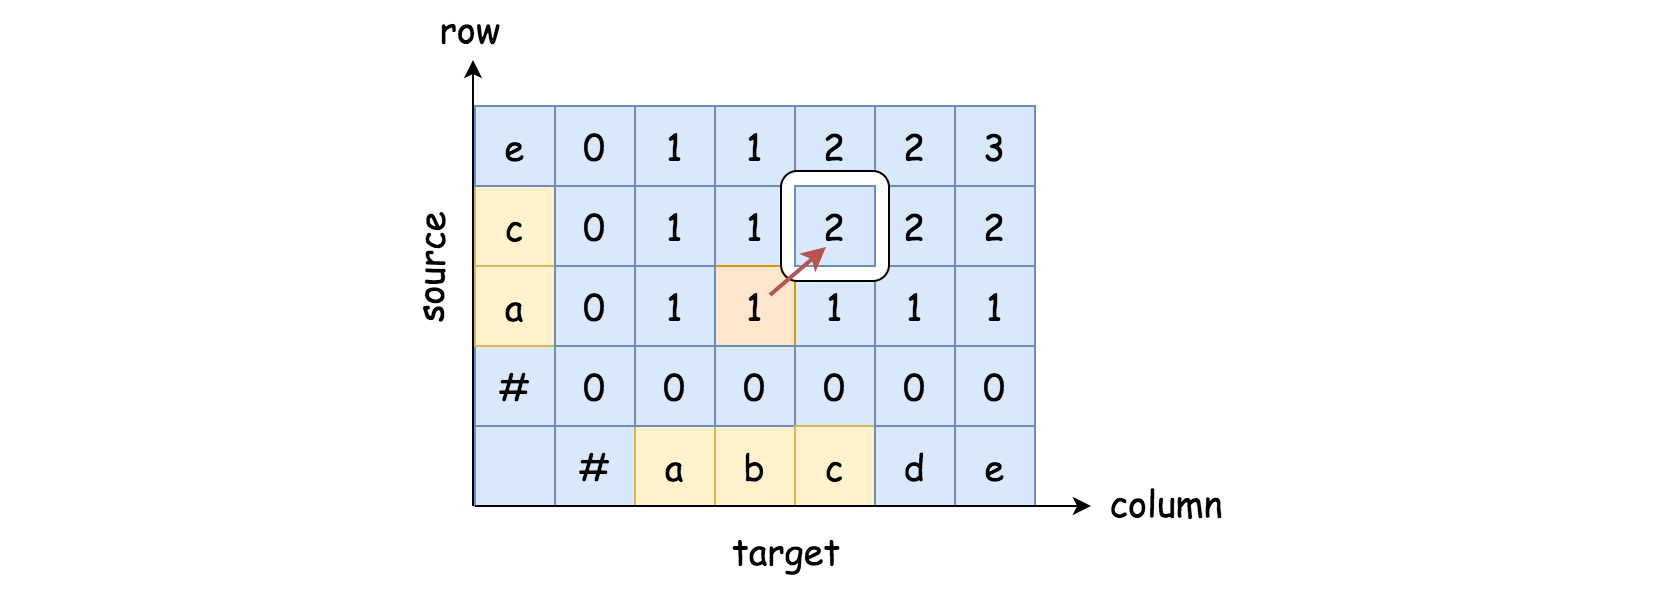 row
e 0 1 1 2 2 3
c 0 1 1 2 2 2
a 0 1 1 1 1 1
# 0 0 0 0 0 0
# a b c d e
source
column
target